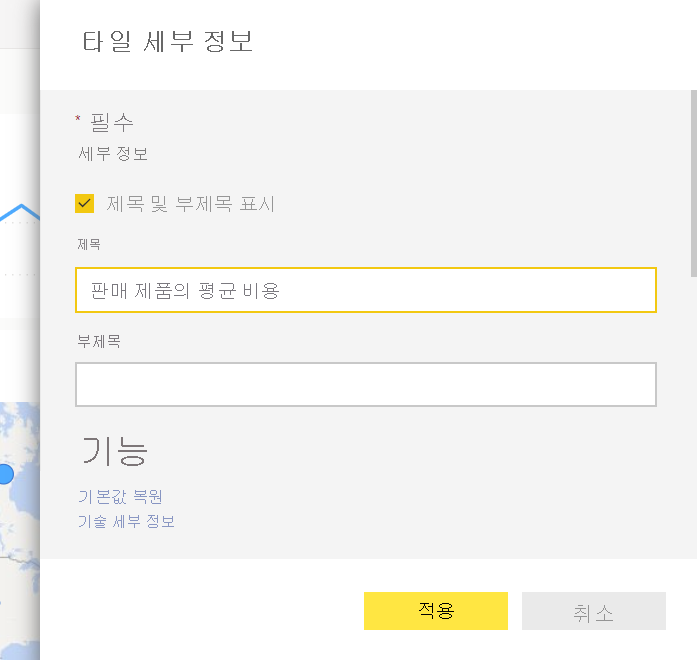 타일 세부 정보
* 필수
세부 정보
제목 및 부제목 표시
제목
판매 제품의 평균 비용
부제목
기능
기본값 복원
기술 세부 정보
적용
취소